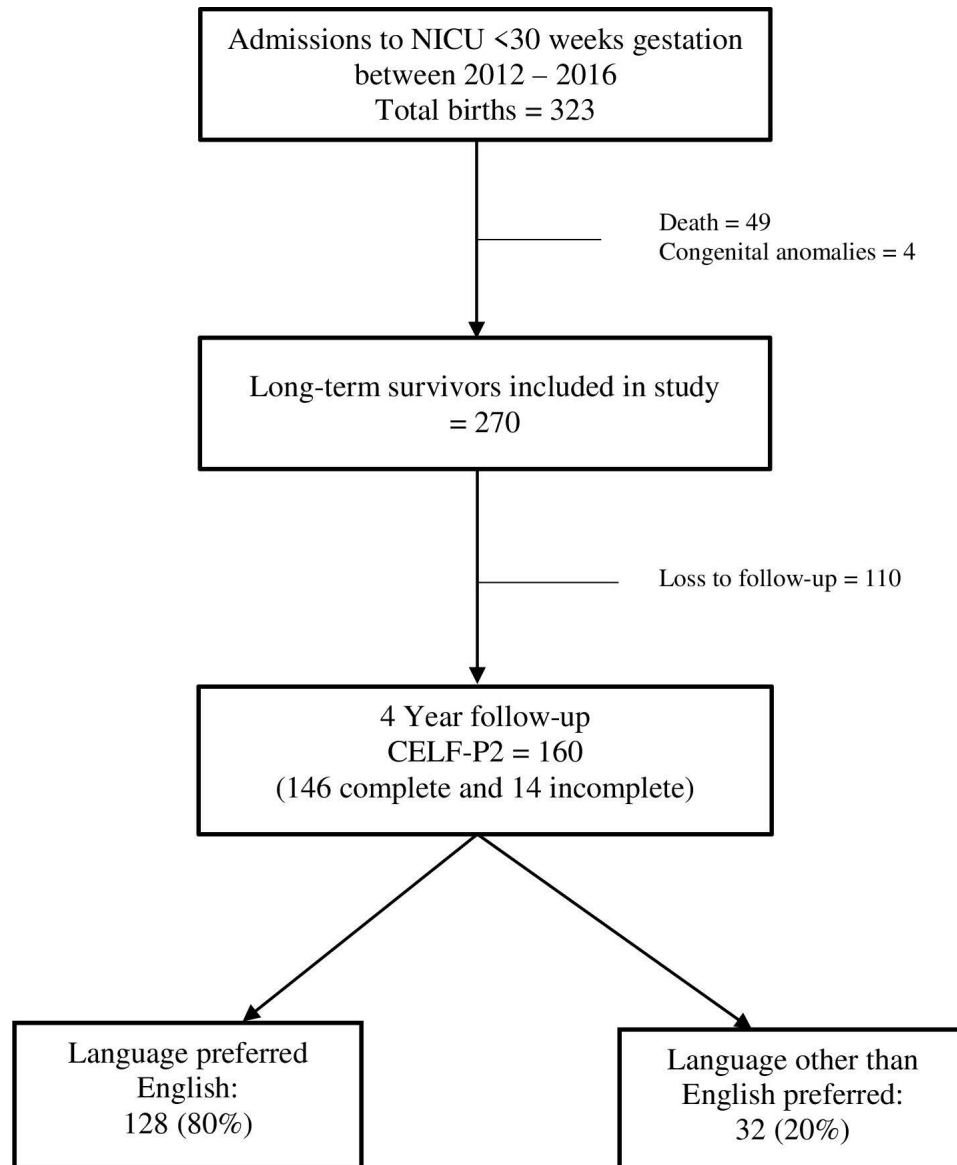 Admissions to NICU <30 weeks gestation
between 2012 – 2016
Total births = 323
Death = 49
Congenital anomalies = 4
Long-term survivors included in study
= 270
Loss to follow-up = 110
4 Year follow-up
CELF-P2 = 160
(146 complete and 14 incomplete)
Language preferred
English:
128 (80%)
Language other than
English preferred:
32 (20%)